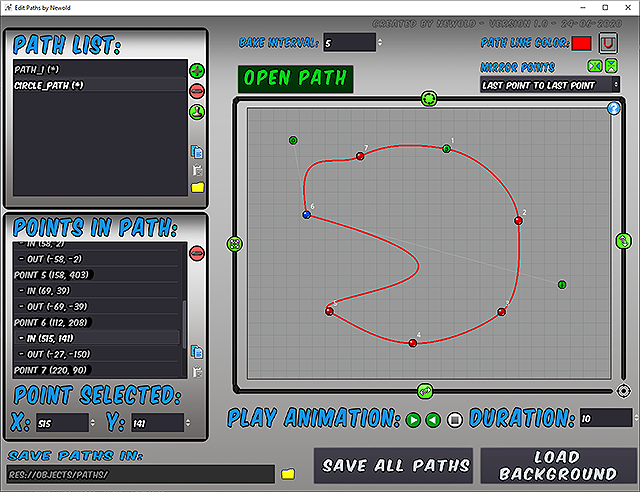 Edit Paths by Newold
CREATED BY NEWOLD - VERSION 1.0 - 24-06-2020
PATH LIST:
PATH_1 (*)
CIRCLE_PATH (*)
BAKE INTERVAL: 5
PATH LINE COLOR:
OPEN PATH
MIRROR POINTS
LAST POINT TO LAST POINT
1
2
3
4
5
6
7
POINTS IN PATH:
- IN (58, 2)
- OUT (-58, -2)
POINT 5 (158, 403)
- IN (69, 39)
- OUT (-69, -39)
POINT 6 (112, 208)
- IN (515, 141)
- OUT (-27, -150)
POINT 7 (220, 90)
POINT SELECTED:
X: 515 Y: 141
PLAY ANIMATION: DURATION: 10
SAVE PATHS IN:
RES://OBJECTS/PATHS/
SAVE ALL PATHS
LOAD
BACKGROUND